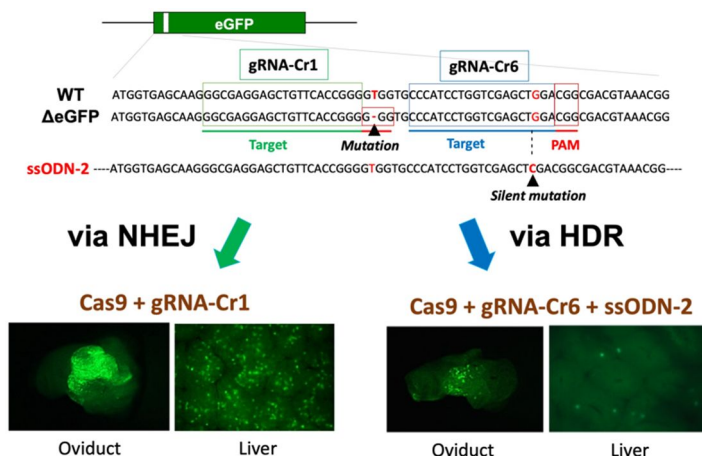 eGFP
gRNA-Cr1 gRNA-Cr6
WT ATGGTGAGCAAGGGCGAGGAGCTGTTCACCGGGGTGGTGCCCATCCTGGTCGAGCTGGACGGCGACGTAAACGG
ΔeGFP ATGGTGAGCAAGGGCGAGGAGCTGTTCACCGGGG-GGTGCCCATCCTGGTCGAGCTGGACGGCGACGTAAACGG
Target Mutation Target PAM
ssODN-2 ----ATGGTGAGCAAGGGCGAGGAGCTGTTCACCGGGGTGGTGCCCATCCTGGTCGAGCTCGACGGCGACGTAAACGG----
Silent mutation
via NHEJ via HDR
Cas9 + gRNA-Cr1 Cas9 + gRNA-Cr6 + ssODN-2
Oviduct Liver Oviduct Liver